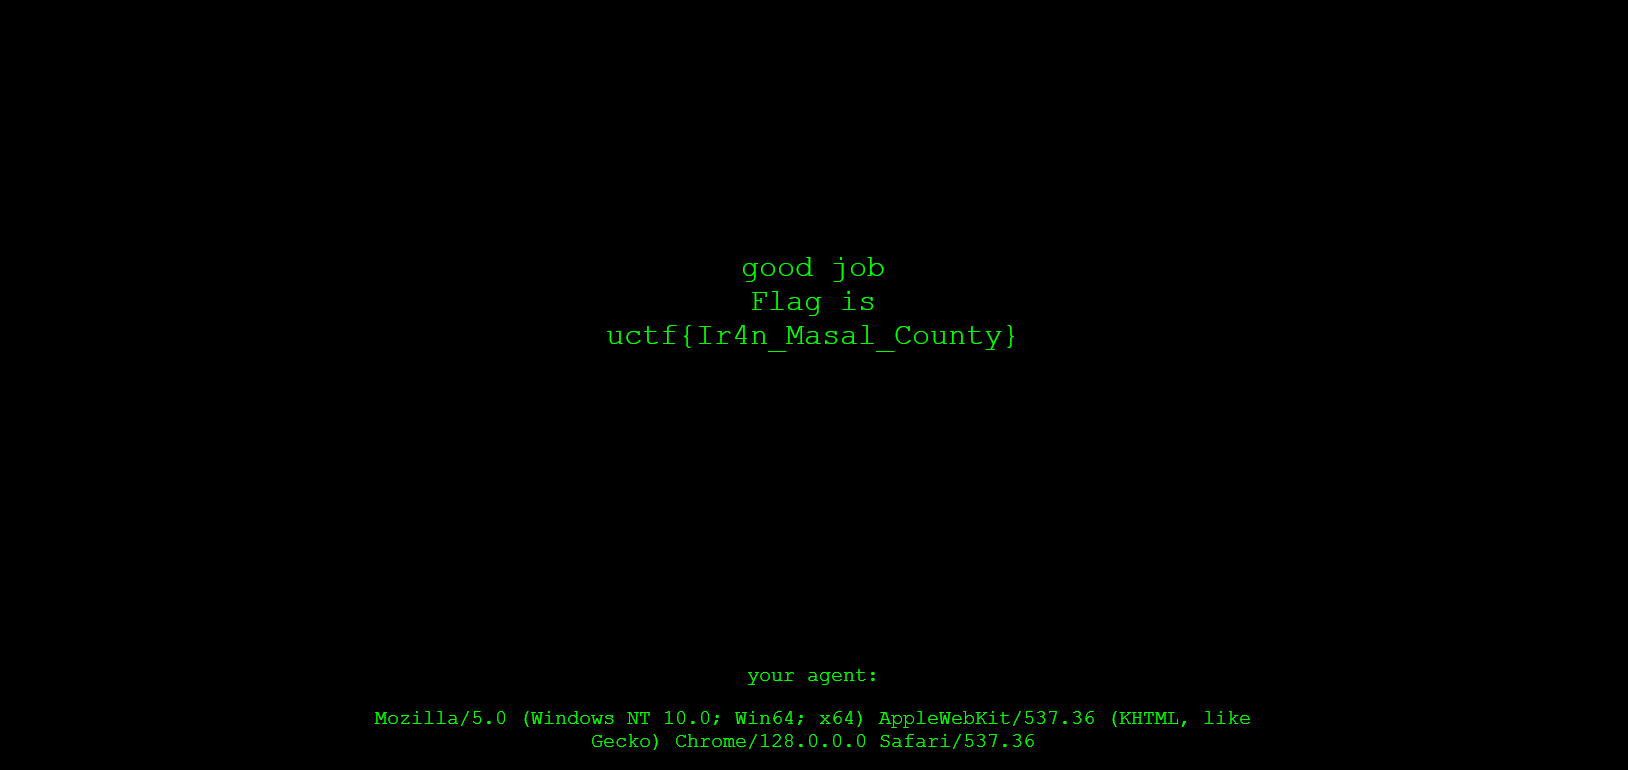 good job
Flag is
uctf{Ir4n_Masal_County}
your agent:
Mozilla/5.0 (Windows NT 10.0; Win64; x64) AppleWebKit/537.36 (KHTML, like
Gecko) Chrome/128.0.0.0 Safari/537.36